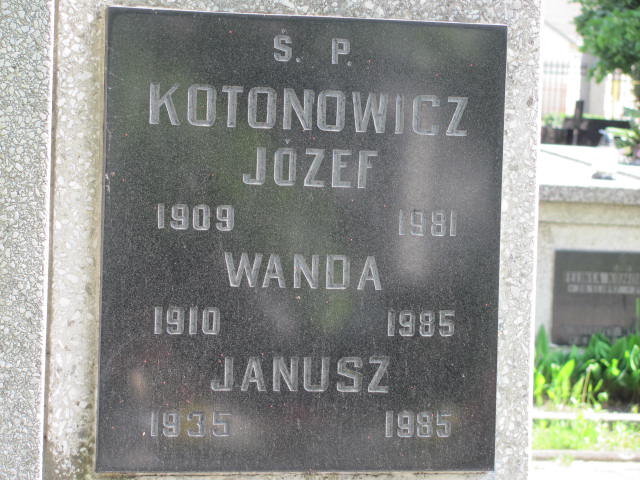 Ś. P.
KOTONOWICZ
JÓZEF
1909 1981
WANDA
1910 1985
JANUSZ
1935 1985